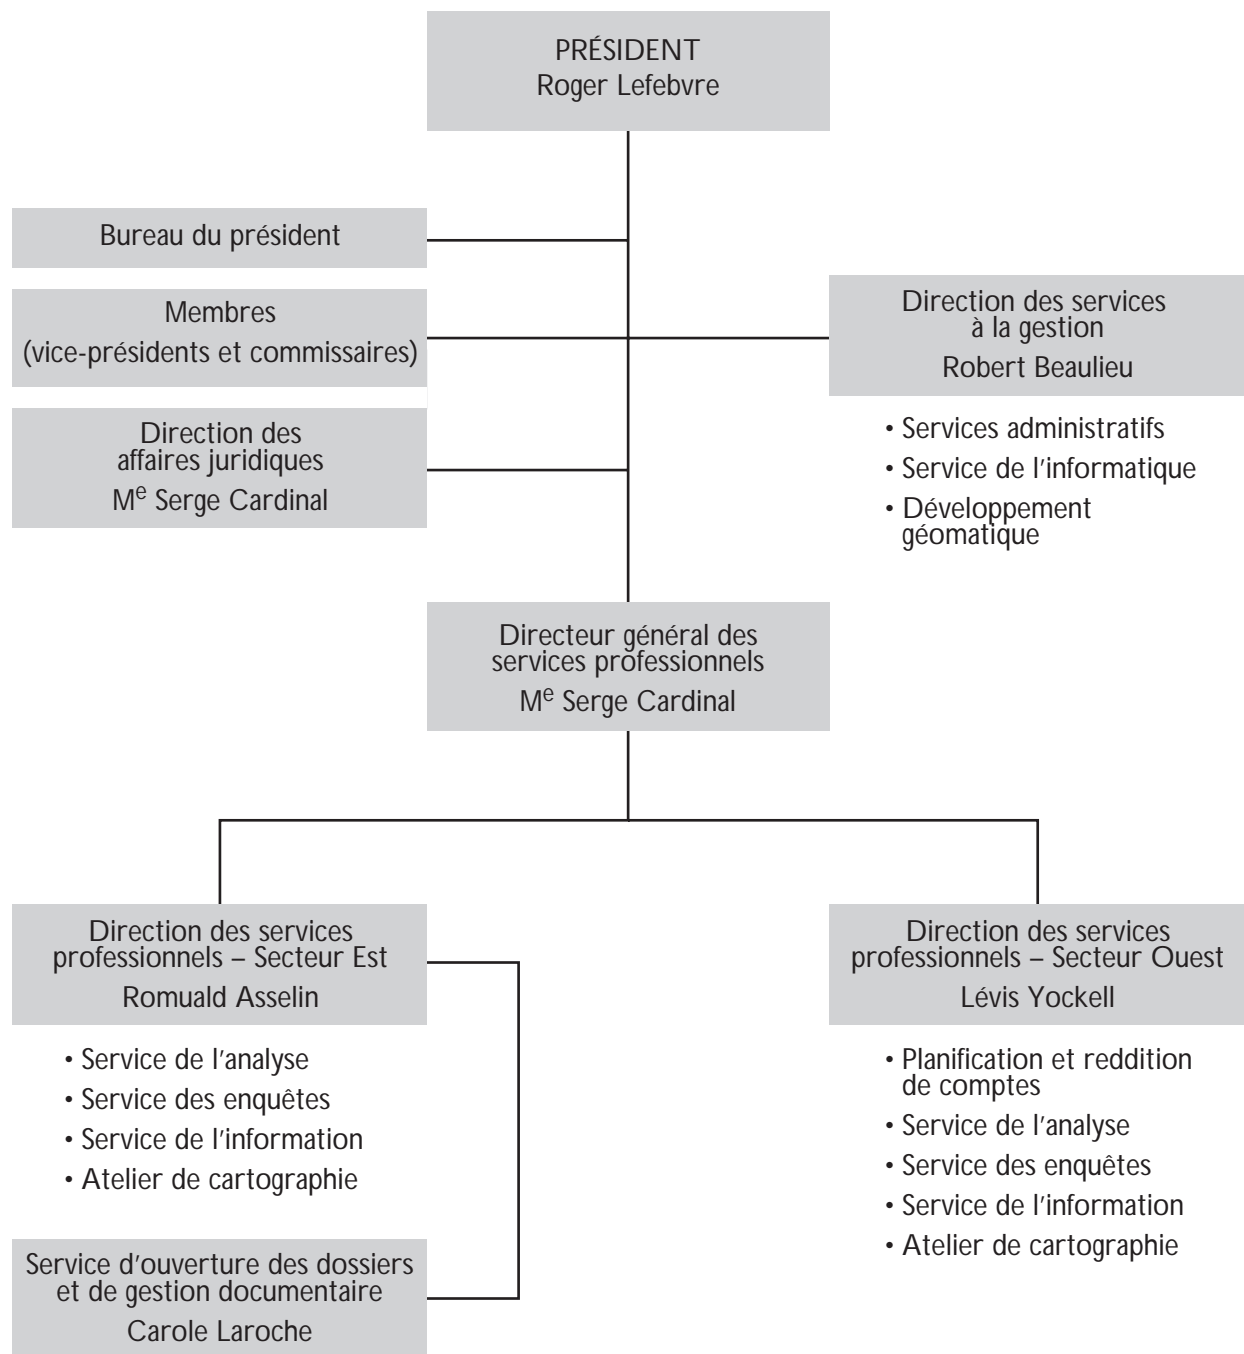 PRÉSIDENT
Roger Lefebvre
Bureau du président
Membres
(vice-présidents et commissaires)
Direction des services
à la gestion
Robert Beaulieu
• Services administratifs
• Service de l'informatique
• Développement
géomatique
Direction des
affaires juridiques
Me Serge Cardinal
Directeur général des
services professionnels
Me Serge Cardinal
Direction des services
professionnels – Secteur Est
Romuald Asselin
• Service de l'analyse
• Service des enquêtes
• Service de l'information
• Atelier de cartographie
Service d'ouverture des dossiers
et de gestion documentaire
Carole Laroche
Direction des services
professionnels – Secteur Ouest
Lévis Yockell
• Planification et reddition
de comptes
• Service de l'analyse
• Service des enquêtes
• Service de l'information
• Atelier de cartographie